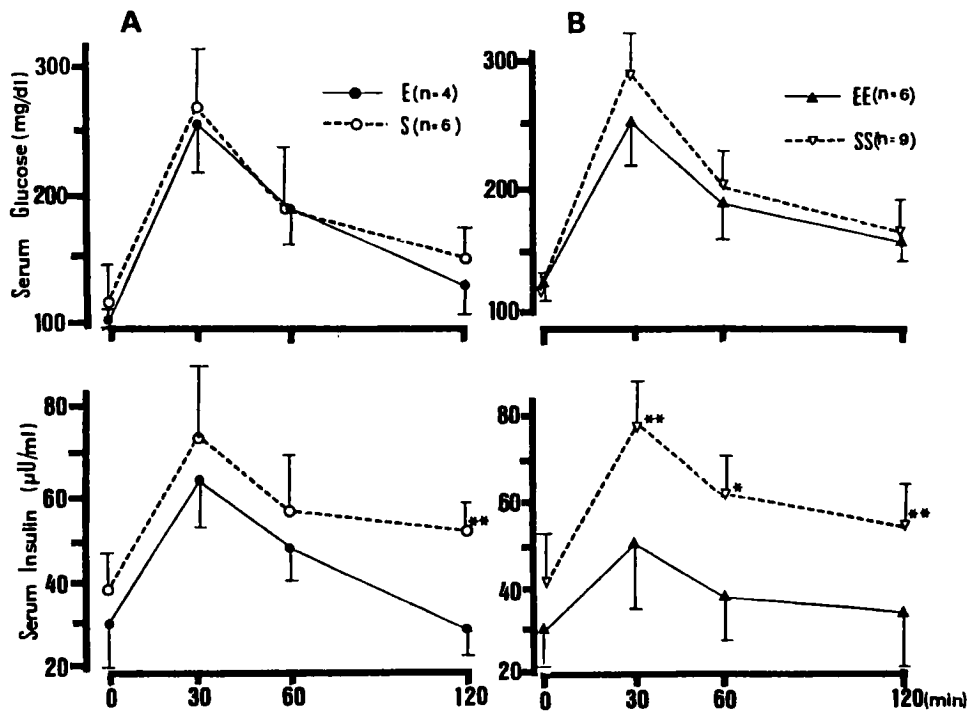 A
B
Serum Glucose (mg/dl)
300
200
100
E(n=4)
S(n=6)
300
200
100
EE(n=6)
SS(n=9)
Serum Insulin (μU/ml)
80
60
40
20
**
0 30 60 120
80
60
40
20
**
*
**
0 30 60 120(min)